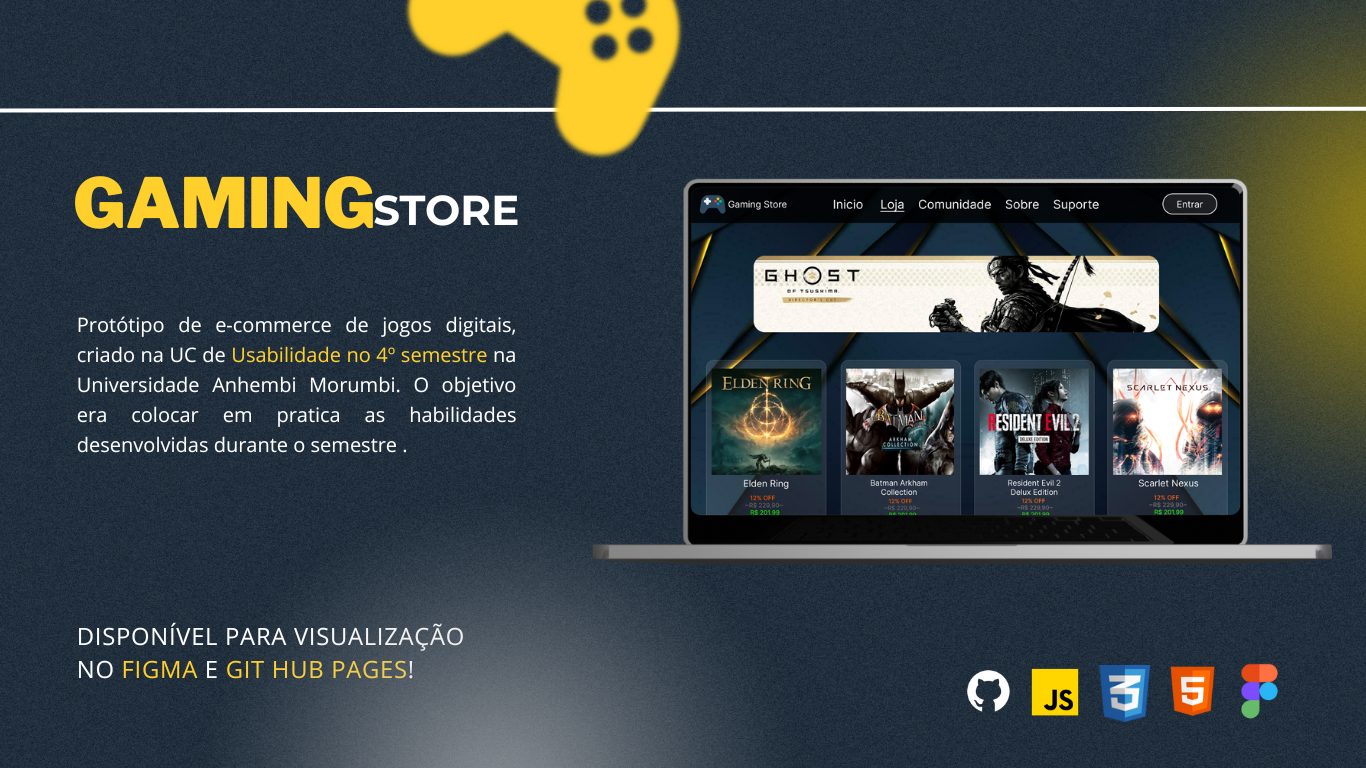 GAMINGSTORE
Protótipo de e-commerce de jogos digitais,
criado na UC de Usabilidade no 4º semestre na
Universidade Anhembi Morumbi. O objetivo
era colocar em pratica as habilidades
desenvolvidas durante o semestre .
DISPONÍVEL PARA VISUALIZAÇÃO
NO FIGMA E GIT HUB PAGES!
Gaming Store Inicio Loja Comunidade Sobre Suporte Entrar
GHOST
OF TSUSHIMA
DIRECTOR'S CUT
ELDEN RING
BATMAN
ARKHAM
COLLECTION
RESIDENT EVIL 2
DELUXE EDITION
SCARLET NEXUS
Elden Ring
12% OFF
~R$ 229,90~
R$ 201,99
Batman Arkham
Collection
12% OFF
~R$ 229,90~
R$ 201,99
Resident Evil 2
Delux Edition
12% OFF
~R$ 229,90~
R$ 201,99
Scarlet Nexus
12% OFF
~R$ 229,90~
R$ 201,99
JS
3
5